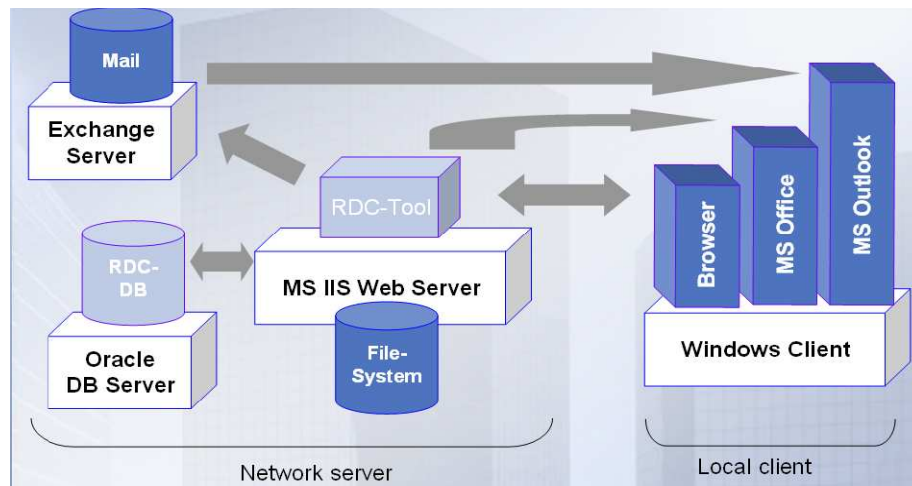 Mail
Exchange
Server
RDC-Tool
MS IIS Web Server
RDC-
DB
Oracle
DB Server
File-
System
Browser
MS Office
MS Outlook
Windows Client
Network server
Local client